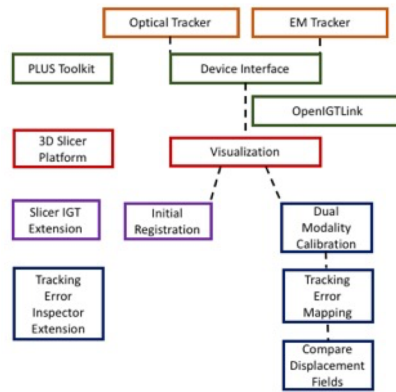 Optical Tracker
EM Tracker
PLUS Toolkit
Device Interface
OpenIGTLink
3D Slicer
Platform
Visualization
Slicer IGT
Extension
Initial
Registration
Dual
Modality
Calibration
Tracking
Error
Inspector
Extension
Tracking
Error
Mapping
Compare
Displacement
Fields